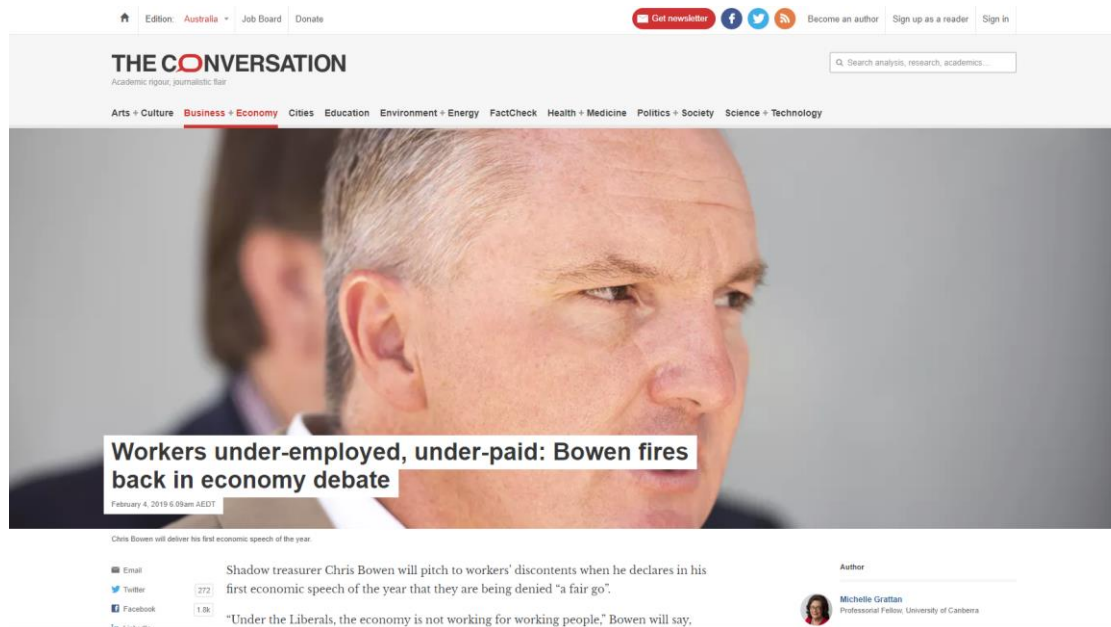 Edition: Australia Job Board Donate
Get newsletter Become an author Sign up as a reader Sign in
THE CONVERSATION
Academic rigour, journalistic flair
Search analysis, research, academics...
Arts + Culture Business + Economy Cities Education Environment + Energy FactCheck Health + Medicine Politics + Society Science + Technology
Workers under-employed, under-paid: Bowen fires
back in economy debate
February 4, 2019 6.09am AEDT
Chris Bowen will deliver his first economic speech of the year.
Email
Twitter 272
Facebook 1.8k
Shadow treasurer Chris Bowen will pitch to workers' discontents when he declares in his
first economic speech of the year that they are being denied "a fair go".
"Under the Liberals, the economy is not working for working people," Bowen will say,
Author
Michelle Grattan
Professorial Fellow, University of Canberra